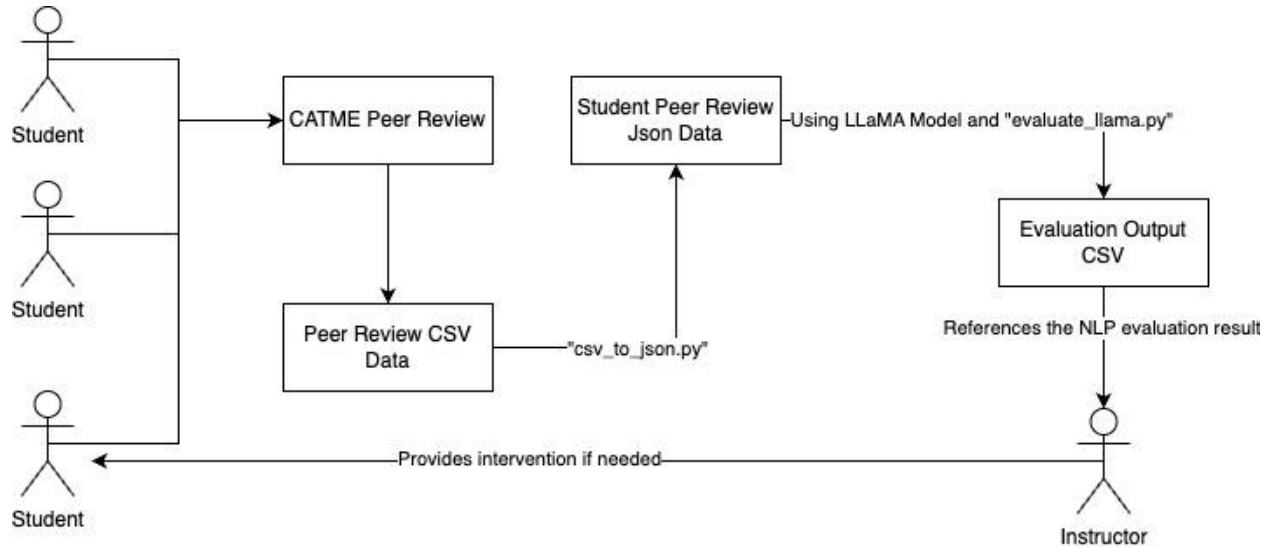 Student
Student
Student
CATME Peer Review
Peer Review CSV
Data
"csv_to_json.py"
Student Peer Review
Json Data
Using LLaMA Model and "evaluate_llama.py"
Evaluation Output
CSV
References the NLP evaluation result
Provides intervention if needed
Instructor